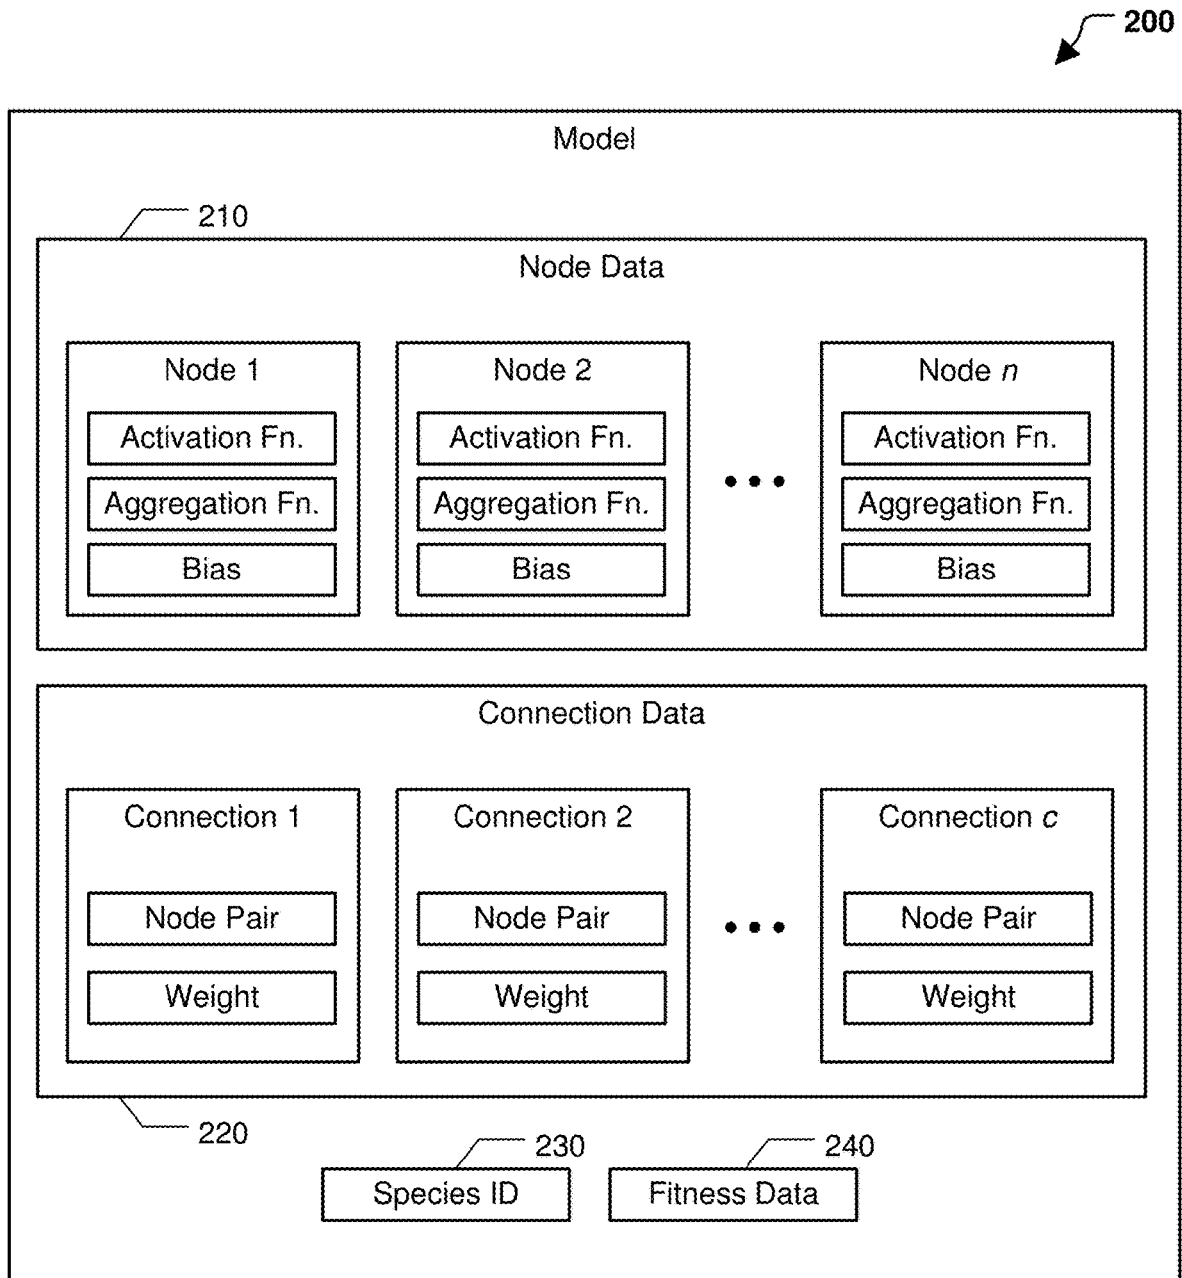 200
Model
210
Node Data
Node 1
Node 2
Node n
Activation Fn.
Activation Fn.
Activation Fn.
Aggregation Fn.
Aggregation Fn.
Aggregation Fn.
Bias
Bias
Bias
Connection Data
Connection 1
Connection 2
Connection c
Node Pair
Node Pair
Node Pair
Weight
Weight
Weight
220
230
240
Species ID
Fitness Data